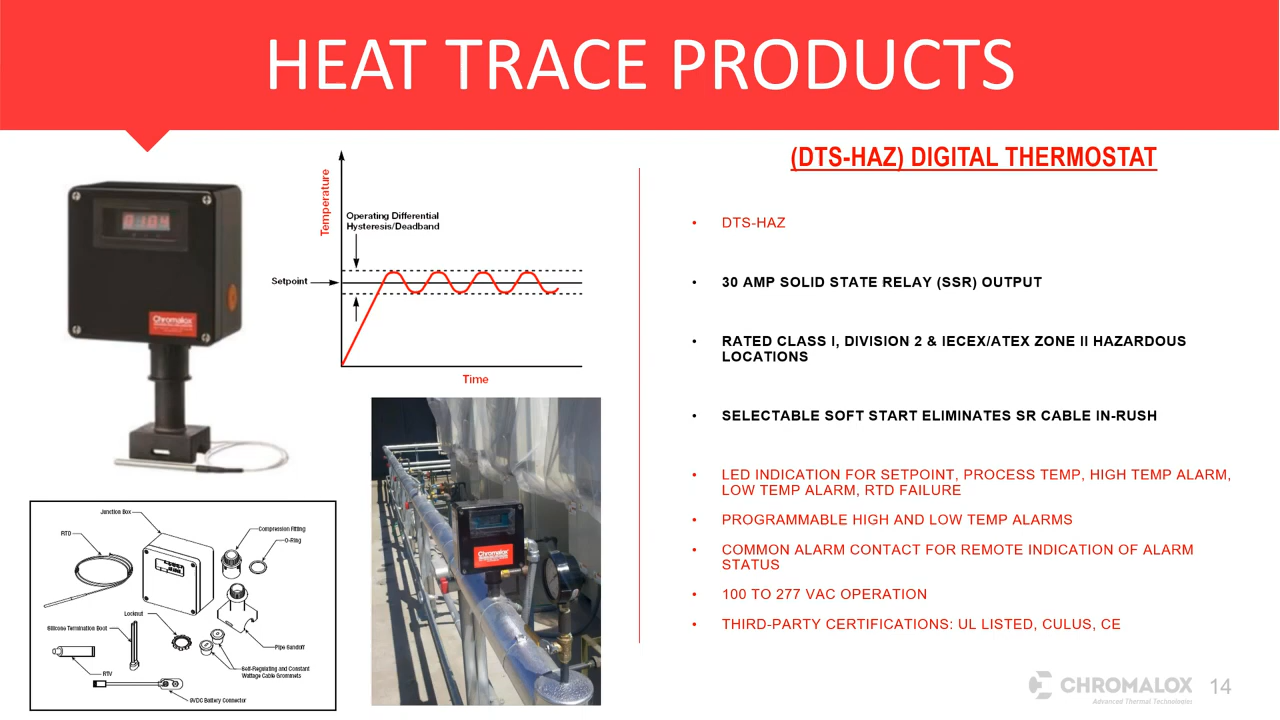 HEAT TRACE PRODUCTS
(DTS-HAZ) DIGITAL THERMOSTAT
Temperature
Operating Differential
Hysteresis/Deadband
Setpoint
Time
Chromalox
Chromalox
Junction Box
RTD
Compression Fitting
O-Ring
Locknut
Silicone Termination Boot
Pipe Standoff
Self-Regulating and Constant
Wattage Cable Grommets
RTV
9VDC Battery Connector
• DTS-HAZ
• 30 AMP SOLID STATE RELAY (SSR) OUTPUT
• RATED CLASS I, DIVISION 2 & IECEX/ATEX ZONE II HAZARDOUS
LOCATIONS
• SELECTABLE SOFT START ELIMINATES SR CABLE IN-RUSH
• LED INDICATION FOR SETPOINT, PROCESS TEMP, HIGH TEMP ALARM,
LOW TEMP ALARM, RTD FAILURE
• PROGRAMMABLE HIGH AND LOW TEMP ALARMS
• COMMON ALARM CONTACT FOR REMOTE INDICATION OF ALARM
STATUS
• 100 TO 277 VAC OPERATION
• THIRD-PARTY CERTIFICATIONS: UL LISTED, CULUS, CE
CHROMALOX
Advanced Thermal Technologies
14